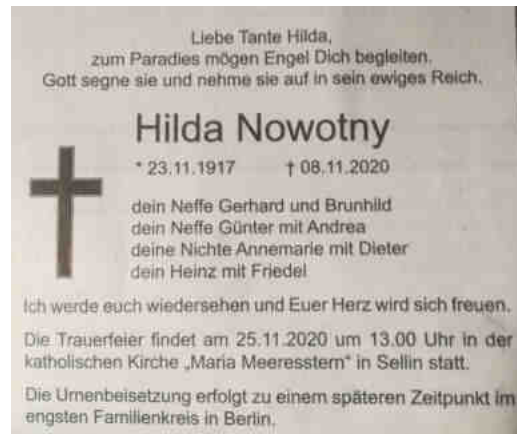 Liebe Tante Hilda,
zum Paradies mögen Engel Dich begleiten.
Gott segne sie und nehme sie auf in sein ewiges Reich.
Hilda Nowotny
* 23.11.1917 † 08.11.2020
dein Neffe Gerhard und Brunhild
dein Neffe Günter mit Andrea
deine Nichte Annemarie mit Dieter
dein Heinz mit Friedel
Ich werde euch wiedersehen und Euer Herz wird sich freuen.
Die Trauerfeier findet am 25.11.2020 um 13.00 Uhr in der
katholischen Kirche „Maria Meeresstern“ in Sellin statt.
Die Urnenbeisetzung erfolgt zu einem späteren Zeitpunkt im
engsten Familienkreis in Berlin.